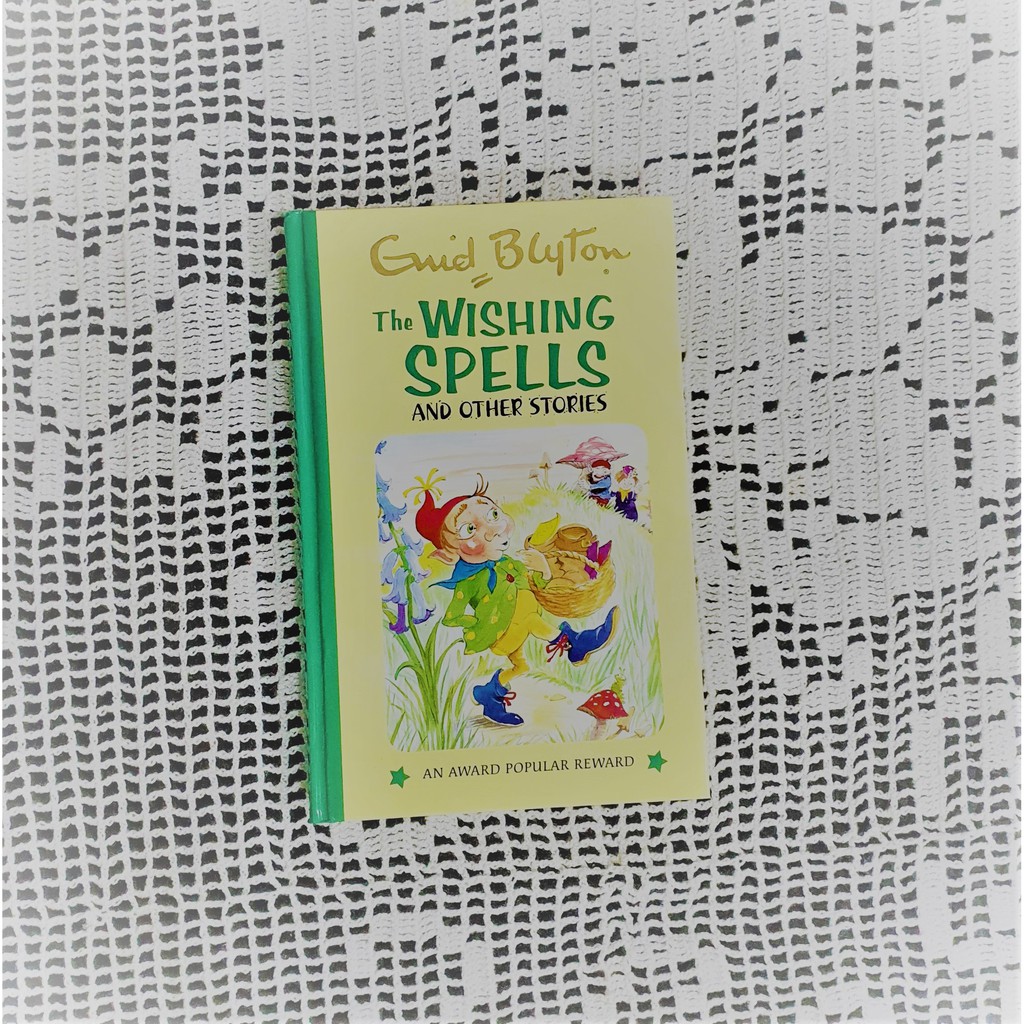 Enid Blyton
The WISHING
SPELLS
AND OTHER STORIES
AN AWARD POPULAR REWARD